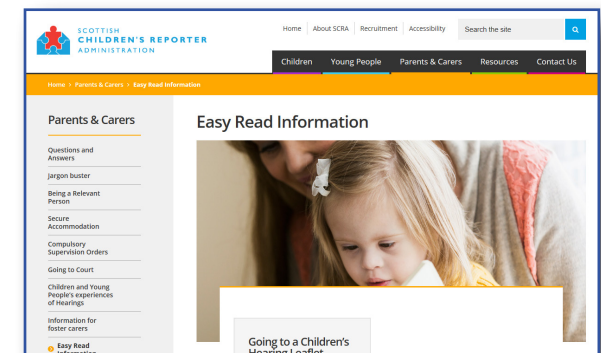 SCOTTISH
CHILDREN'S REPORTER
ADMINISTRATION
Home
About SCRA
Recruitment
Accessibility
Search the site
Children
Young People
Parents & Carers
Resources
Contact Us
Home > Parents & Carers > Easy Read Information
Parents & Carers
Questions and
Answers
Jargon buster
Being a Relevant
Person
Secure
Accommodation
Compulsory
Supervision Orders
Going to Court
Children and Young
People's experiences
of Hearings
Information for
foster carers
Easy Read
Information
Easy Read Information
Going to a Children's
Hearing Leaflet